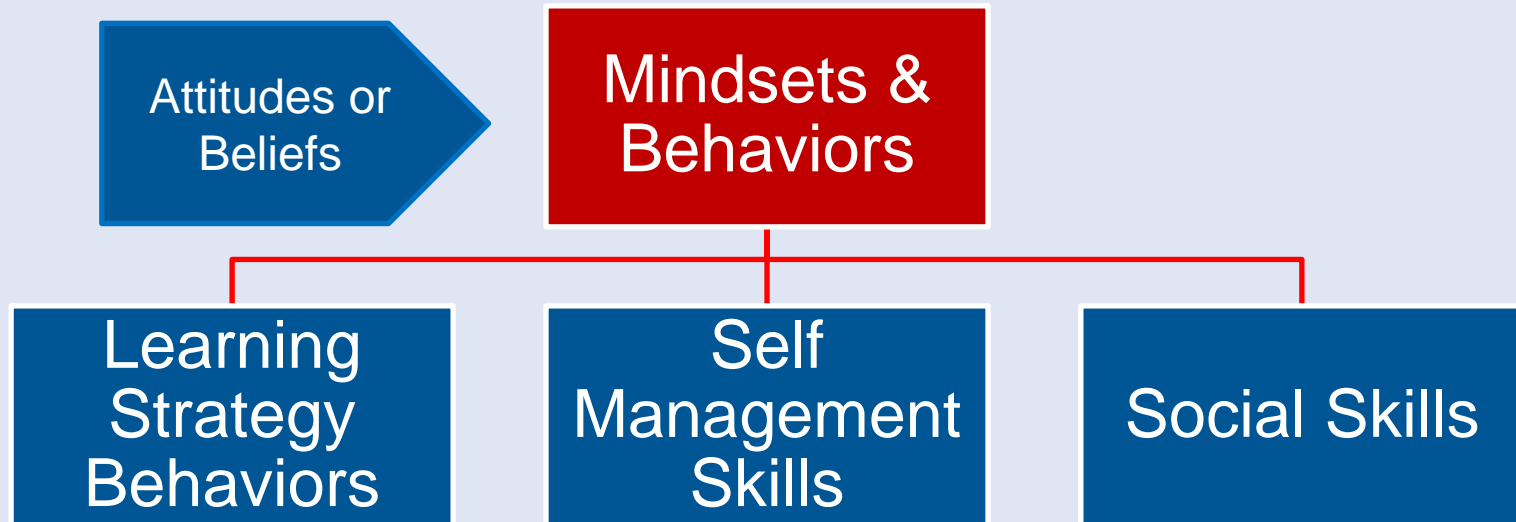 Attitudes or
Beliefs
Mindsets &
Behaviors
Learning
Strategy
Behaviors
Self
Management
Skills
Social Skills